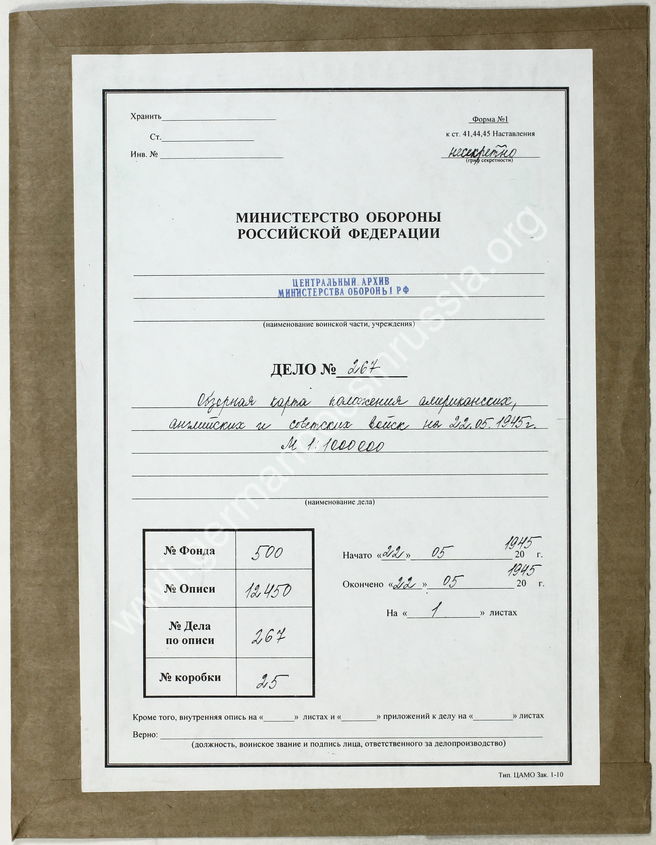 Хранить
Ст.
Инв. №
Форма №1
к ст. 41,44,45 Наставления
несекретно
(гриф секретности)
МИНИСТЕРСТВО ОБОРОНЫ
РОССИЙСКОЙ ФЕДЕРАЦИИ
ЦЕНТРАЛЬНЫЙ АРХИВ
МИНИСТЕРСТВА ОБОРОНЫ РФ
(наименование воинской части, учреждения)
ДЕЛО № 267
Обзорная карта положения американских,
английских и советских войск на 22.05.1945г.
М 1:1000000
(наименование дела)
№ Фонда 500
№ Описи 12450
№ Дела
по описи 267
№ коробки 25
Начато «22» 05 1945 20 г.
Окончено «22» 05 1945 20 г.
На « 1 » листах
Кроме того, внутренняя опись на « » листах и « » приложений к делу на « » листах
Верно:
(должность, воинское звание и подпись лица, ответственного за делопроизводство)
Тип. ЦАМО Зак. 1-10
www.germandocsinrussia.org